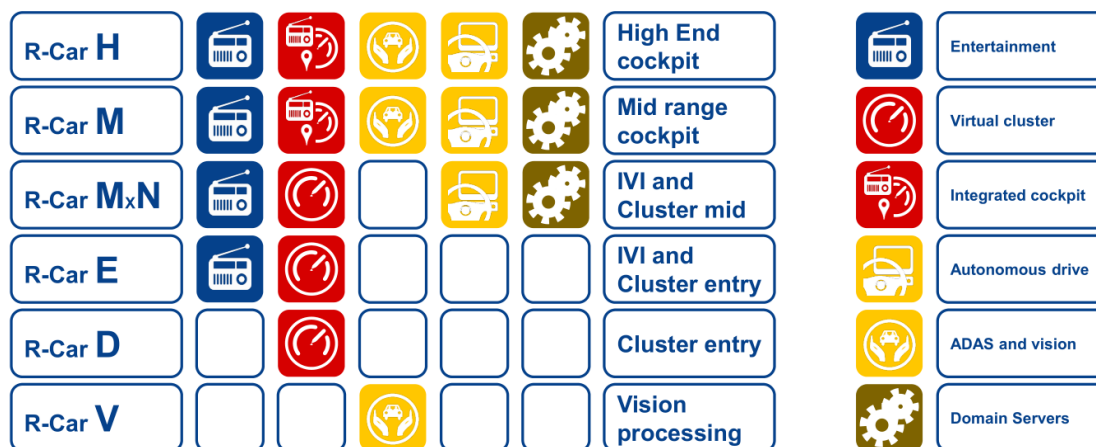 R-Car H
High End
cockpit
Entertainment
R-Car M
Mid range
cockpit
Virtual cluster
R-Car MxN
IVI and
Cluster mid
Integrated cockpit
R-Car E
IVI and
Cluster entry
Autonomous drive
R-Car D
Cluster entry
ADAS and vision
R-Car V
Vision
processing
Domain Servers